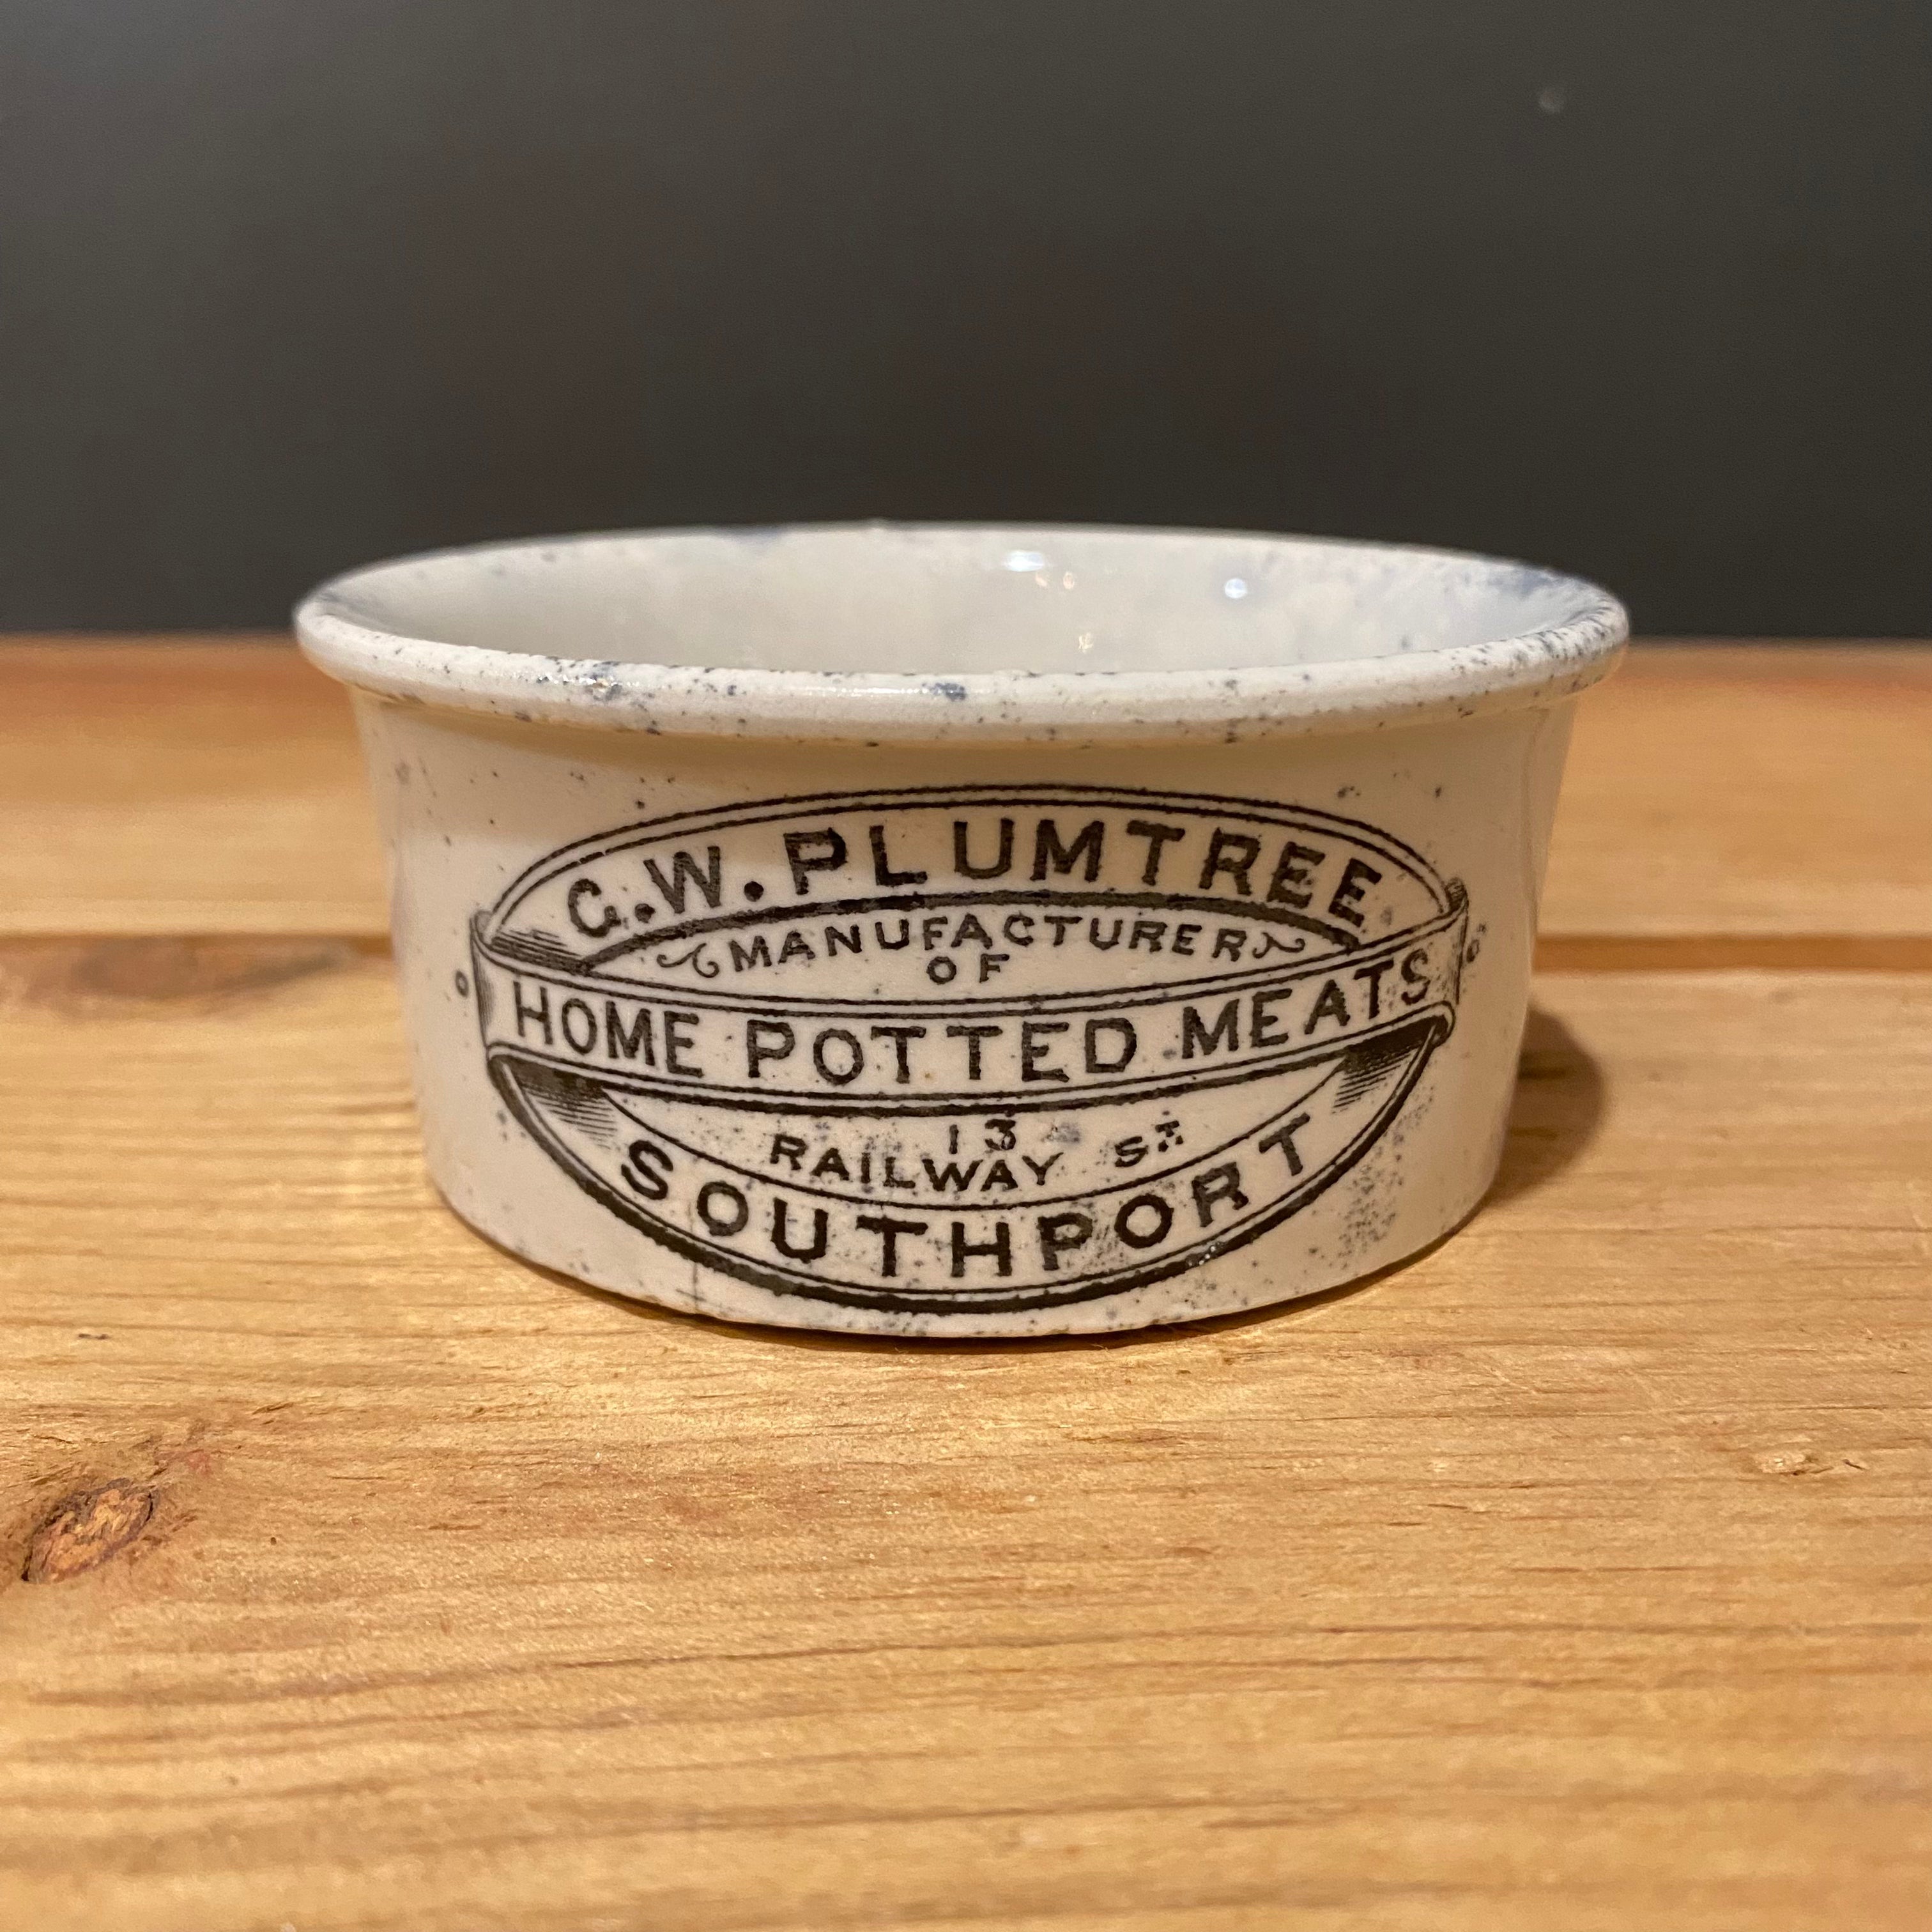 G.W. PLUMTREE
MANUFACTURER
OF
HOME POTTED MEATS
13
RAILWAY ST
SOUTHPORT